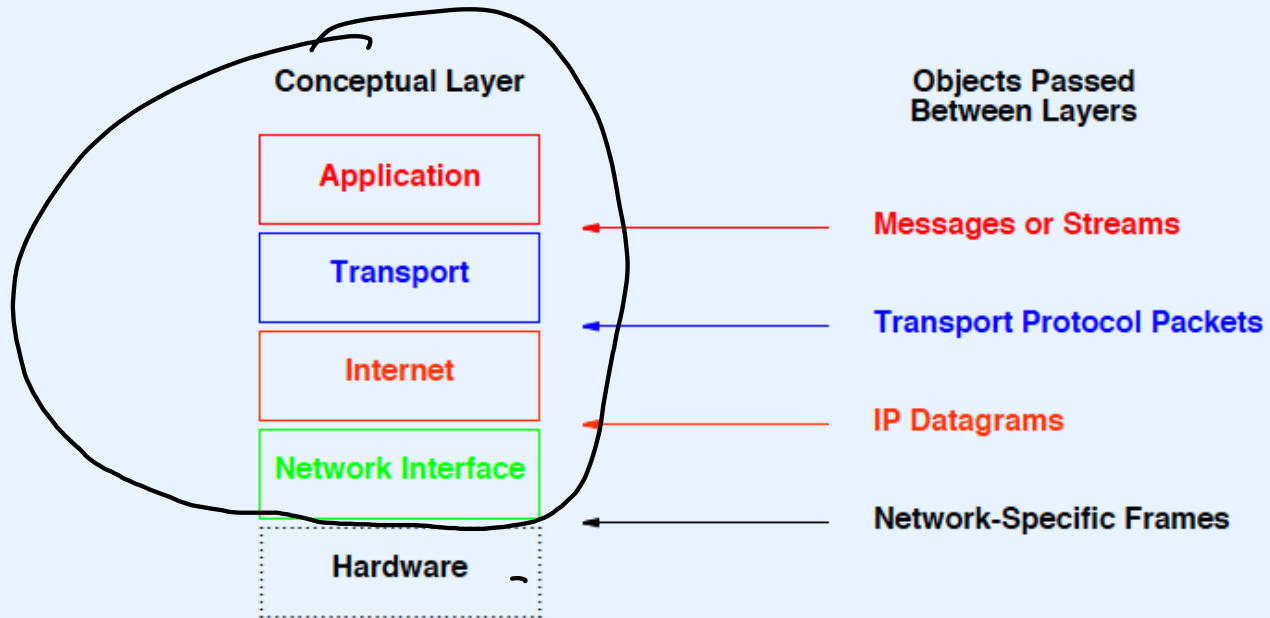 Conceptual Layer
Objects Passed
Between Layers
Application
Messages or Streams
Transport
Transport Protocol Packets
Internet
IP Datagrams
Network Interface
Network-Specific Frames
Hardware